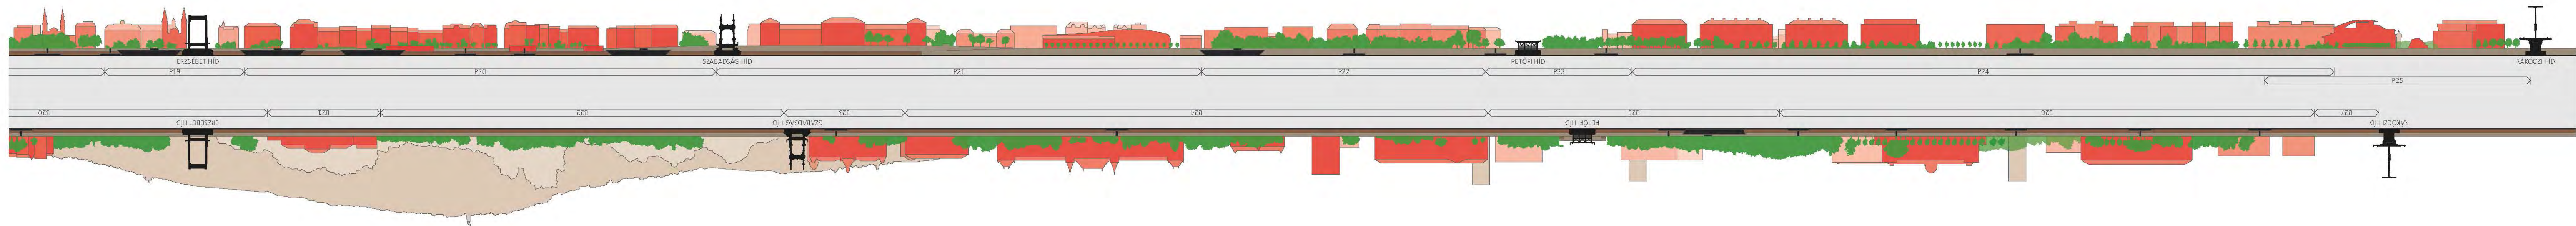 ERZSÉBET HÍD SZABADSÁG HÍD PETŐFI HÍD RÁKÓCZI HÍD
P19 P20 P21 P22 P23 P24
P25
B20 B21 B22 B23 B24 B25 B26 B27
ERZSÉBET HÍD SZABADSÁG HÍD PETŐFI HÍD RÁKÓCZI HÍD